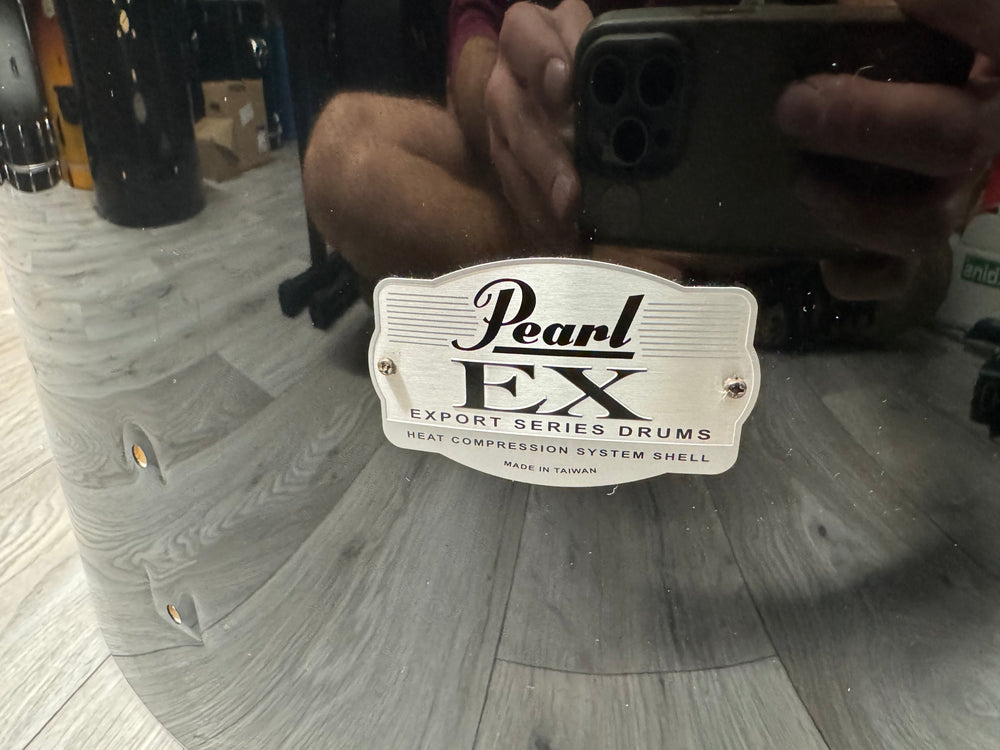 Pearl
EX
EXPORT SERIES DRUMS
HEAT COMPRESSION SYSTEM SHELL
MADE IN TAIWAN